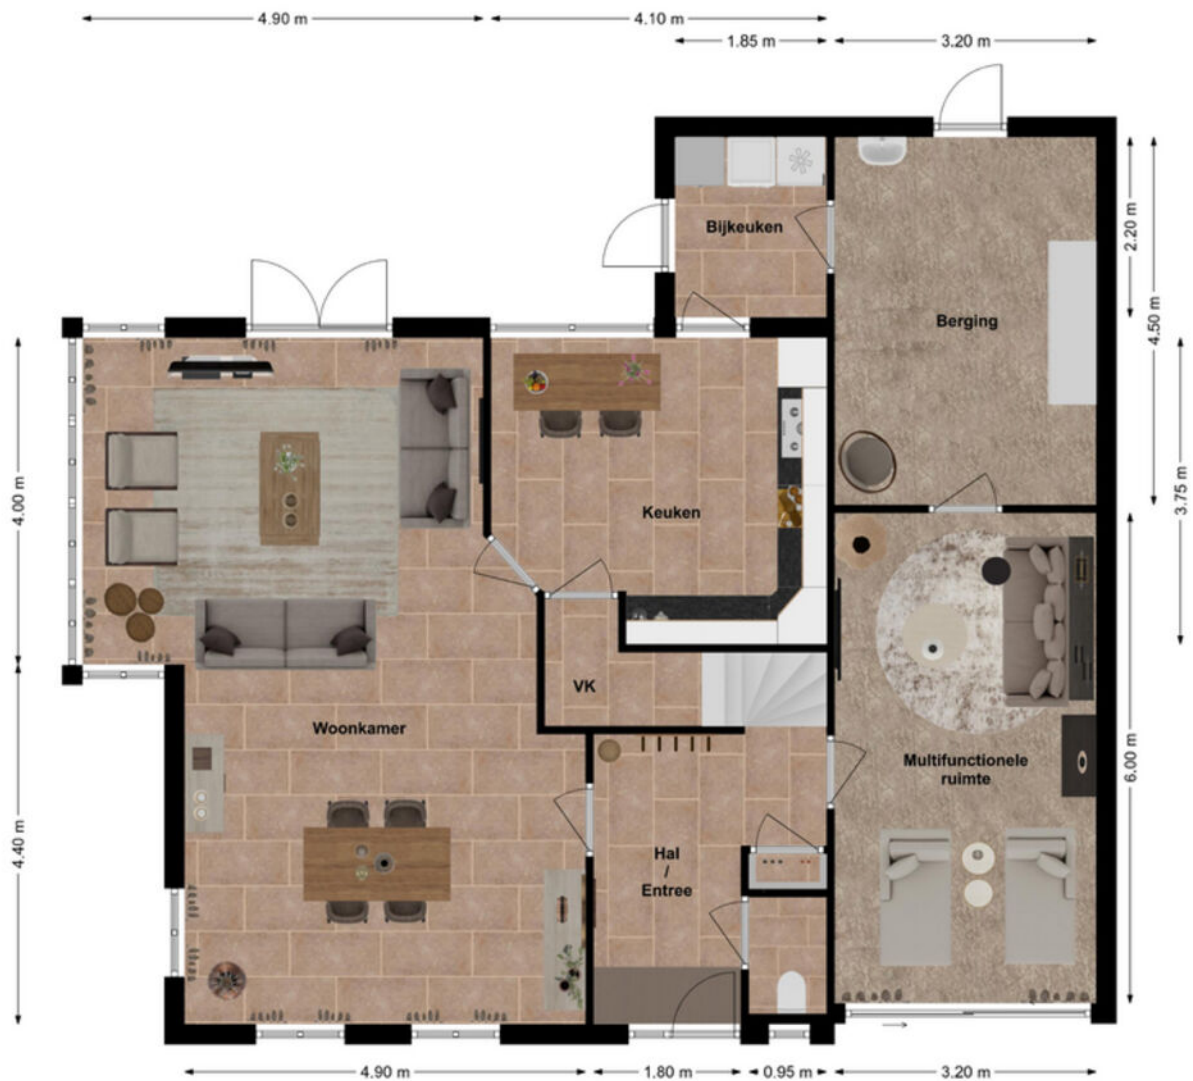 4.90 m
4.10 m
1.85 m
3.20 m
2.20 m
4.50 m
Bijkeuken
Berging
3.75 m
4.00 m
Keuken
VK
Woonkamer
Multifunctionele
ruimte
6.00 m
4.40 m
Hal
/
Entree
4.90 m
1.80 m
0.95 m
3.20 m